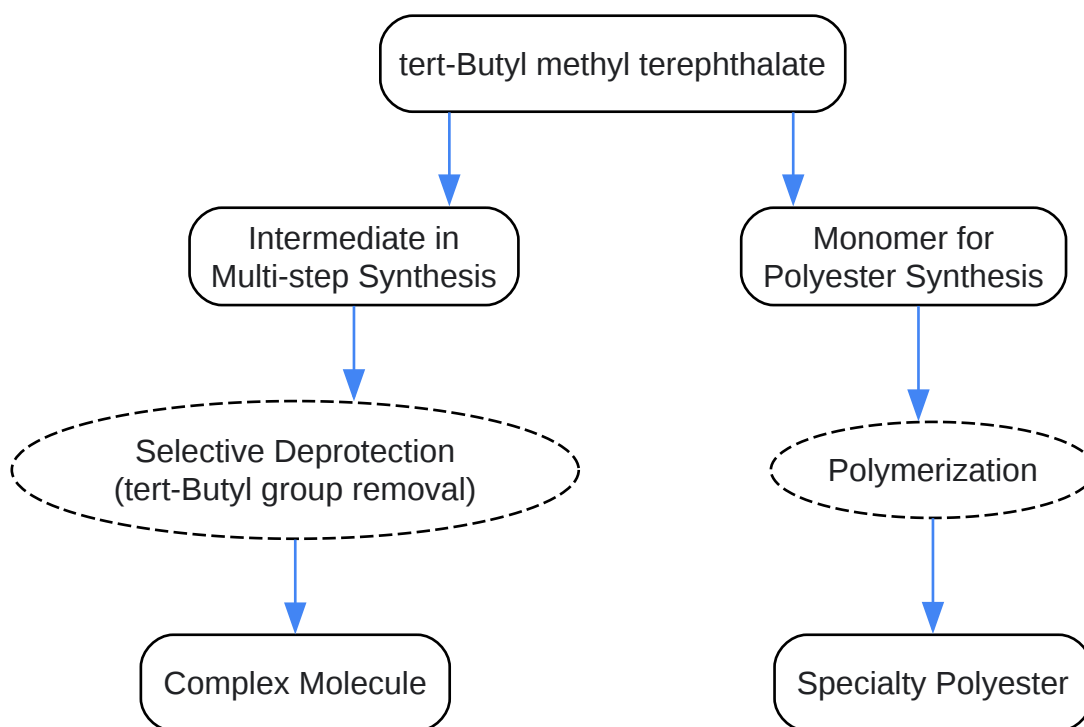 tert-Butyl methyl terephthalate
Intermediate in
Multi-step Synthesis
Monomer for
Polyester Synthesis
Selective Deprotection
(tert-Butyl group removal)
Polymerization
Complex Molecule
Specialty Polyester